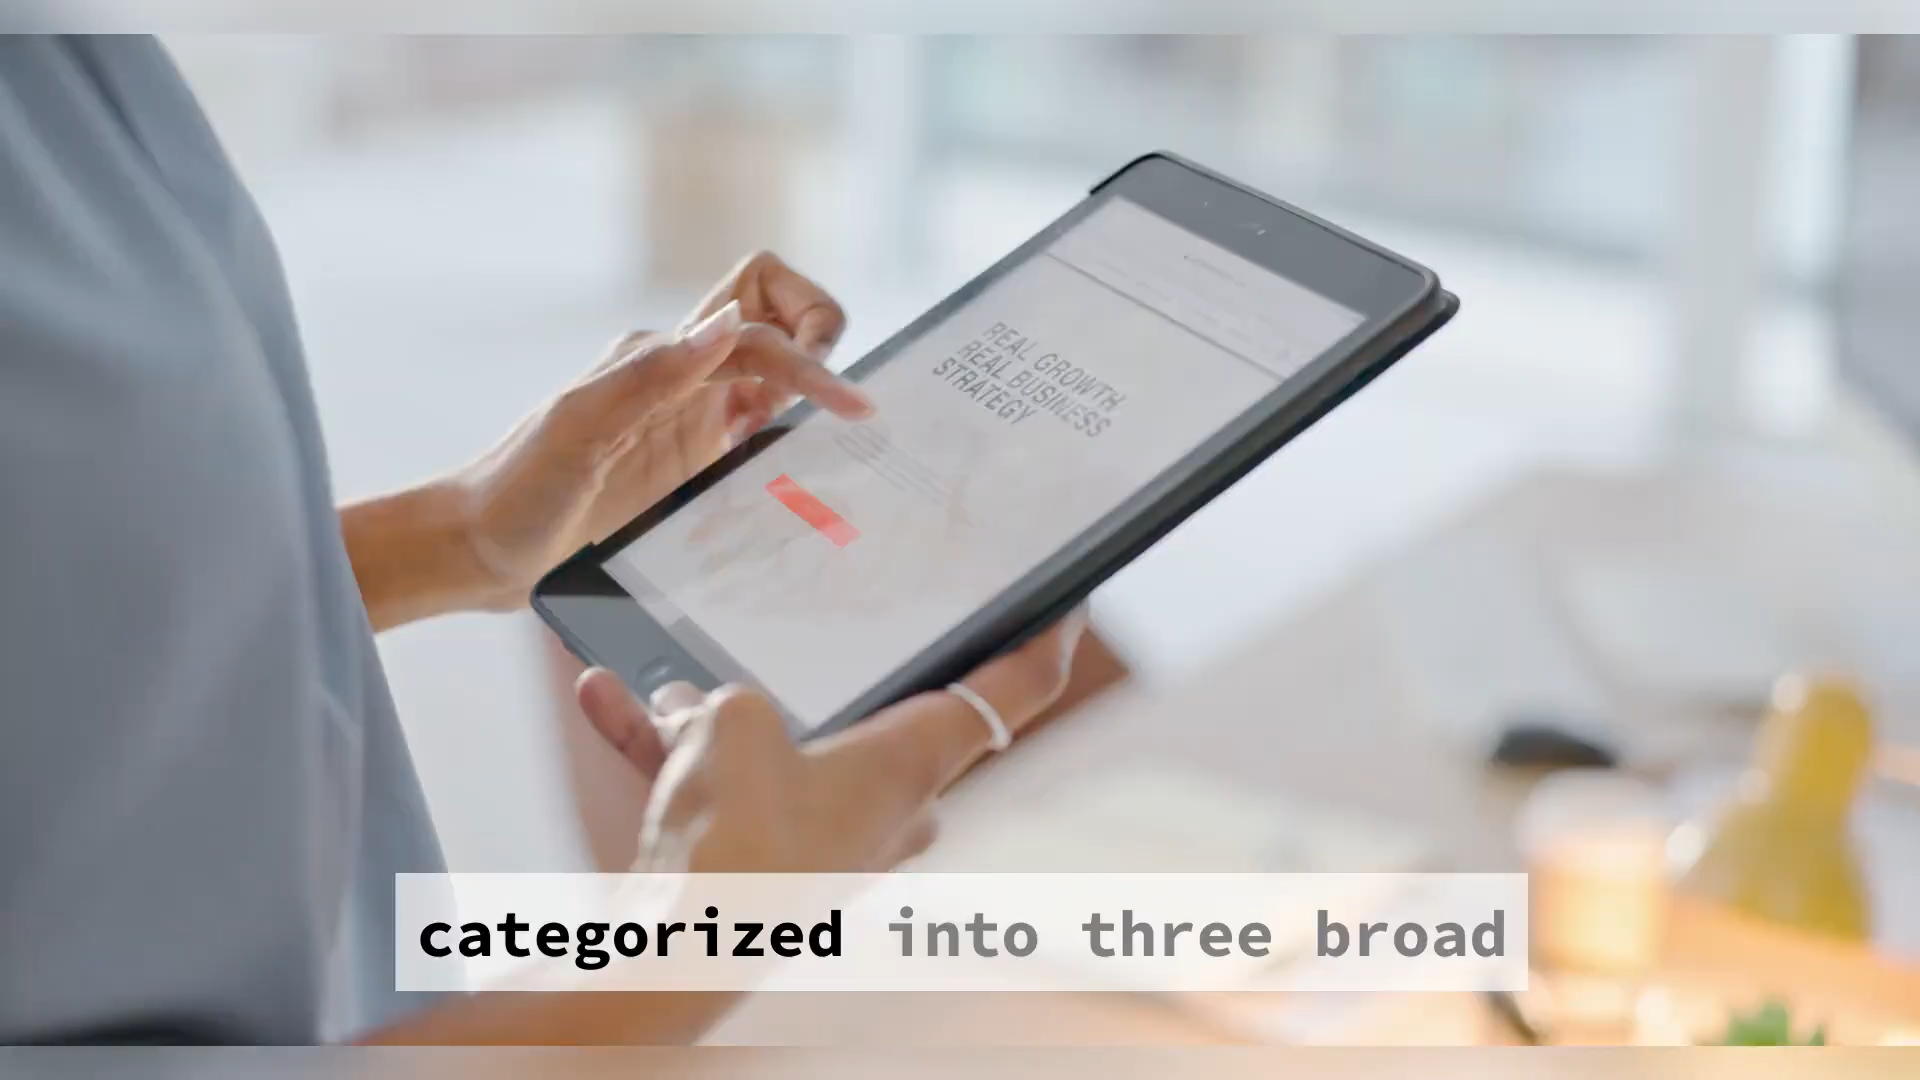 REAL GROWTH
REAL BUSINESS
STRATEGY
categorized into three broad